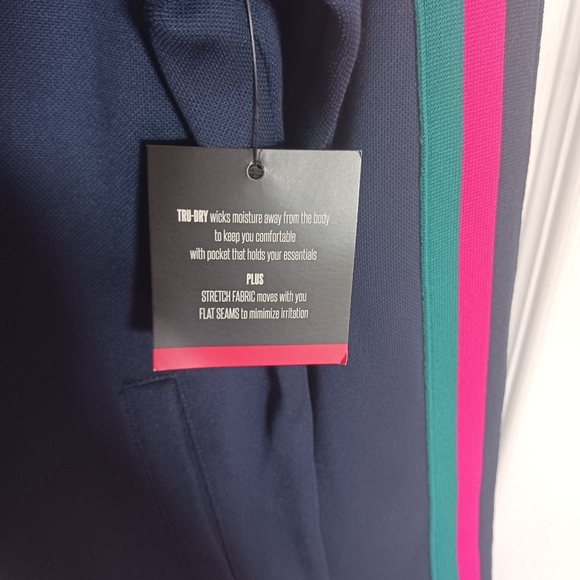 TRU-DRY wicks moisture away from the body
to keep you comfortable
with pocket that holds your essentials
PLUS
STRETCH FABRIC moves with you
FLAT SEAMS to mimimize irritation